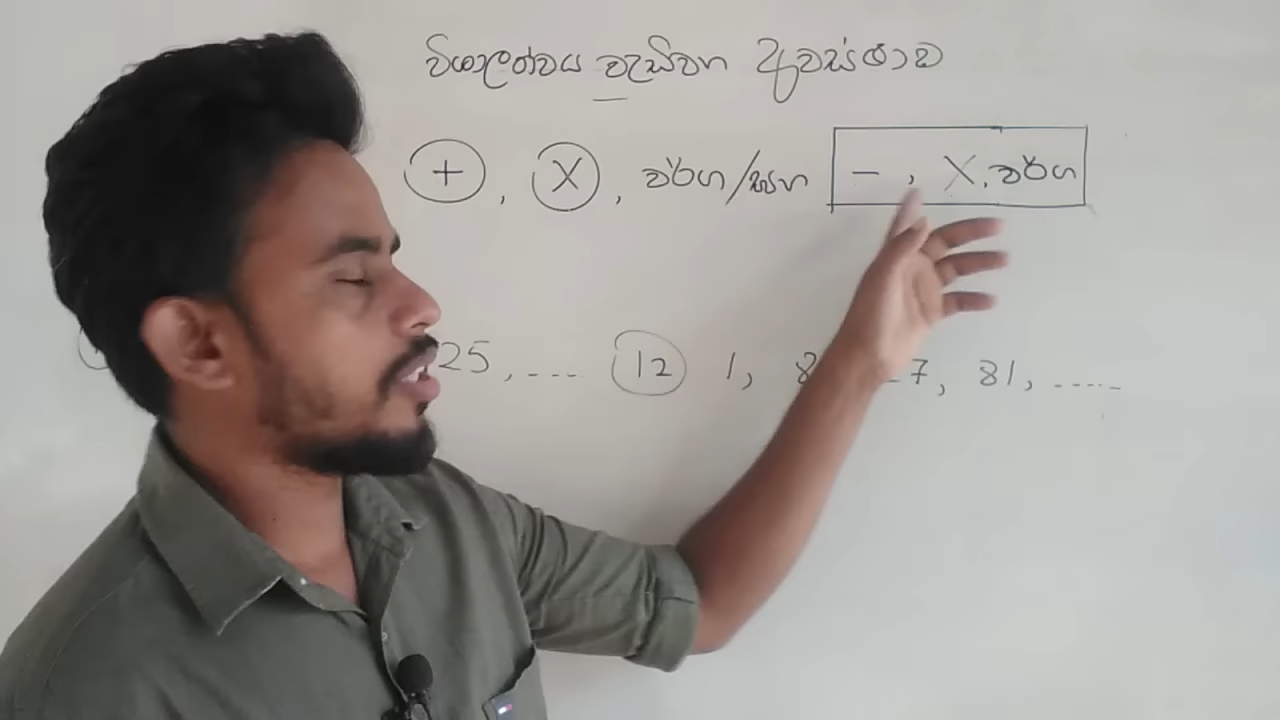 විශාලත්වය වැඩිවන අවස්ථාව
+ , X , වර්ග/ඝන - , X, වර්ග
25, .... 12 1, 8 7, 81, .....